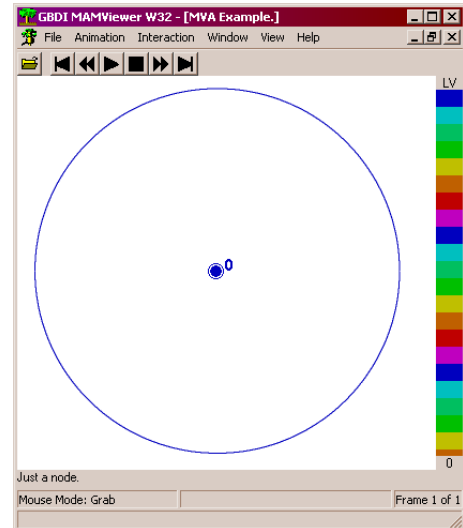 GBDI MAMViewer W32 - [MVA Example.]
File Animation Interaction Window View Help
LV
0
0
Just a node.
Mouse Mode: Grab Frame 1 of 1